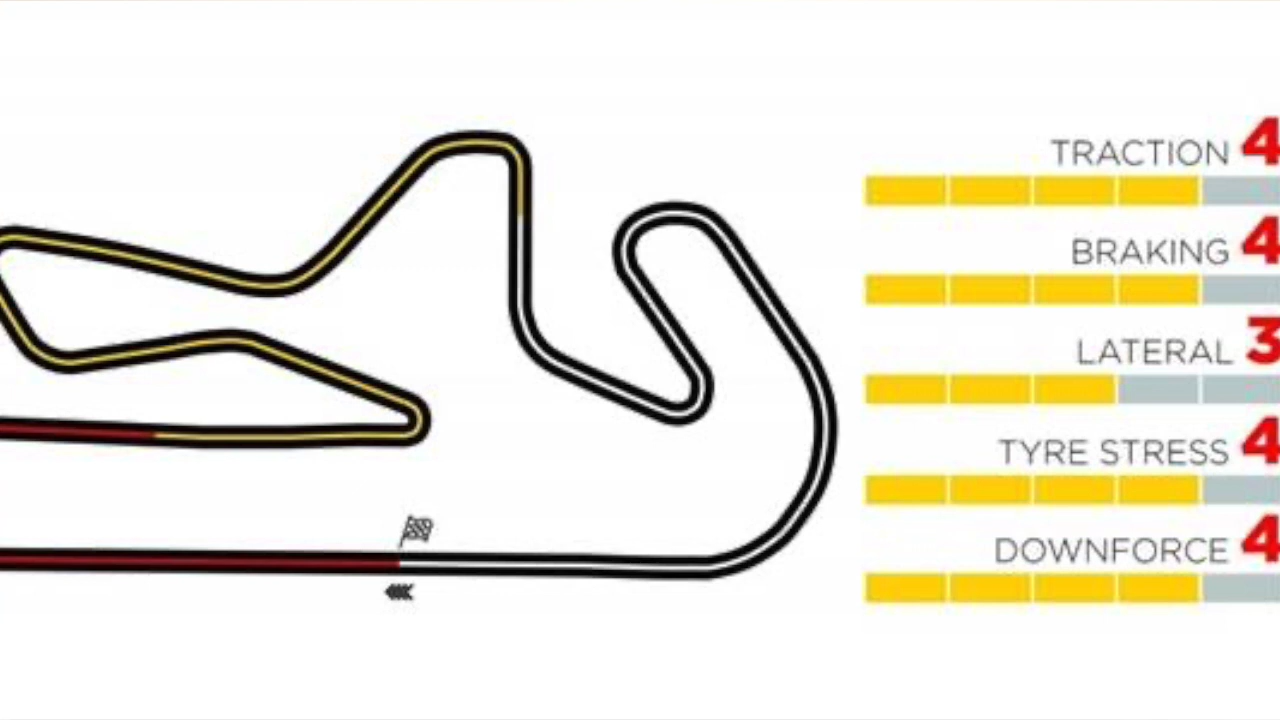 TRACTION 4
BRAKING 4
LATERAL 3
TYRE STRESS 4
DOWNFORCE 4